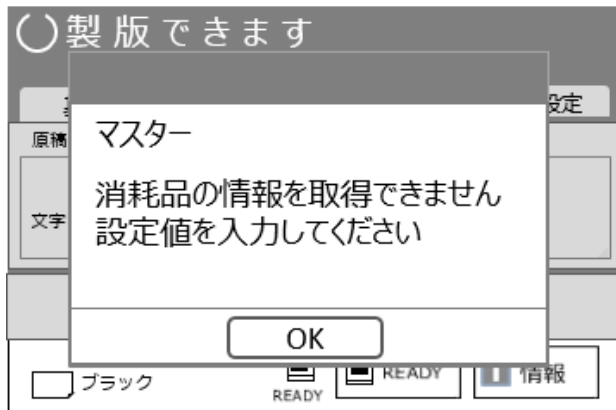 製版できます
設定
原稿
マスター
消耗品の情報を取得できません
設定値を入力してください
文字
OK
ブラック
READY
READY
情報